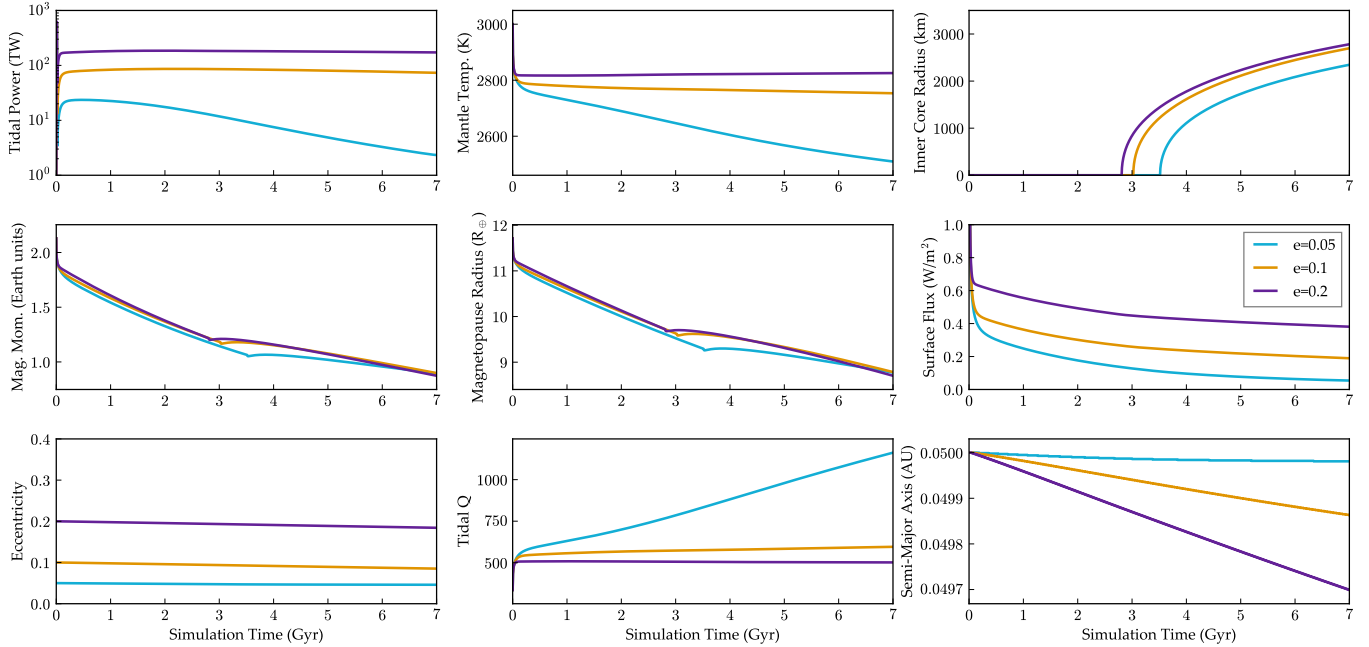 Tidal Power (TW)
10³
10²
10¹
10⁰
0 1 2 3 4 5 6 7
Mantle Temp. (K)
3000
2800
2600
0 1 2 3 4 5 6 7
Inner Core Radius (km)
3000
2000
1000
0
0 1 2 3 4 5 6 7
Mag. Mom. (Earth units)
2.0
1.5
1.0
0 1 2 3 4 5 6 7
Magnetopause Radius (R⊕)
12
11
10
9
0 1 2 3 4 5 6 7
Surface Flux (W/m²)
1.0
0.8
0.6
0.4
0.2
0.0
0 1 2 3 4 5 6 7
e=0.05
e=0.1
e=0.2
Eccentricity
0.4
0.3
0.2
0.1
0.0
0 1 2 3 4 5 6 7
Simulation Time (Gyr)
Tidal Q
1000
750
500
0 1 2 3 4 5 6 7
Simulation Time (Gyr)
Semi-Major Axis (AU)
0.0500
0.0499
0.0498
0.0497
0 1 2 3 4 5 6 7
Simulation Time (Gyr)